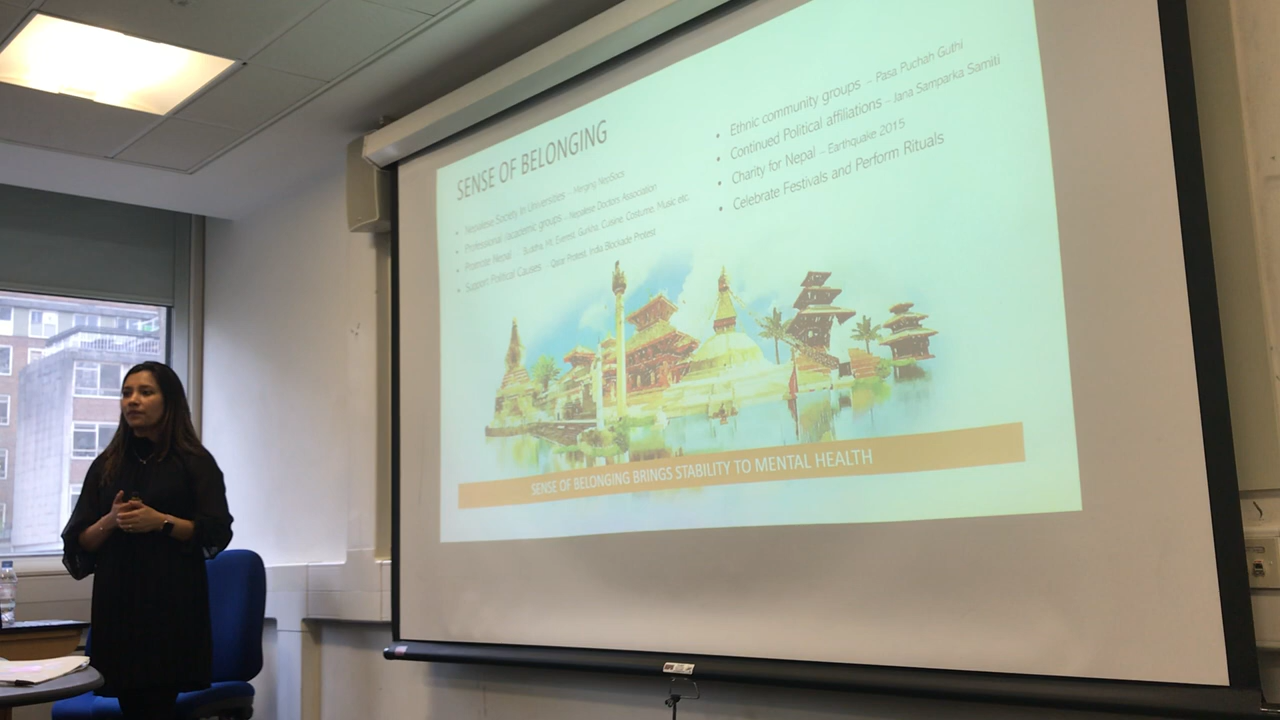 SENSE OF BELONGING
• Nepalese Society in Universities – Merging NepSocs
• Professional /academic groups – Nepalese Doctors Association
• Promote Nepal – Buddha, Mt. Everest, Gurkha, Cuisine, Costume, Music etc.
• Support Political Causes – Qatar Protest, India Blockade Protest
• Ethnic community groups – Pasa Puchah Guthi
• Continued Political affiliations – Jana Samparka Samiti
• Charity for Nepal – Earthquake 2015
• Celebrate Festivals and Perform Rituals
SENSE OF BELONGING BRINGS STABILITY TO MENTAL HEALTH